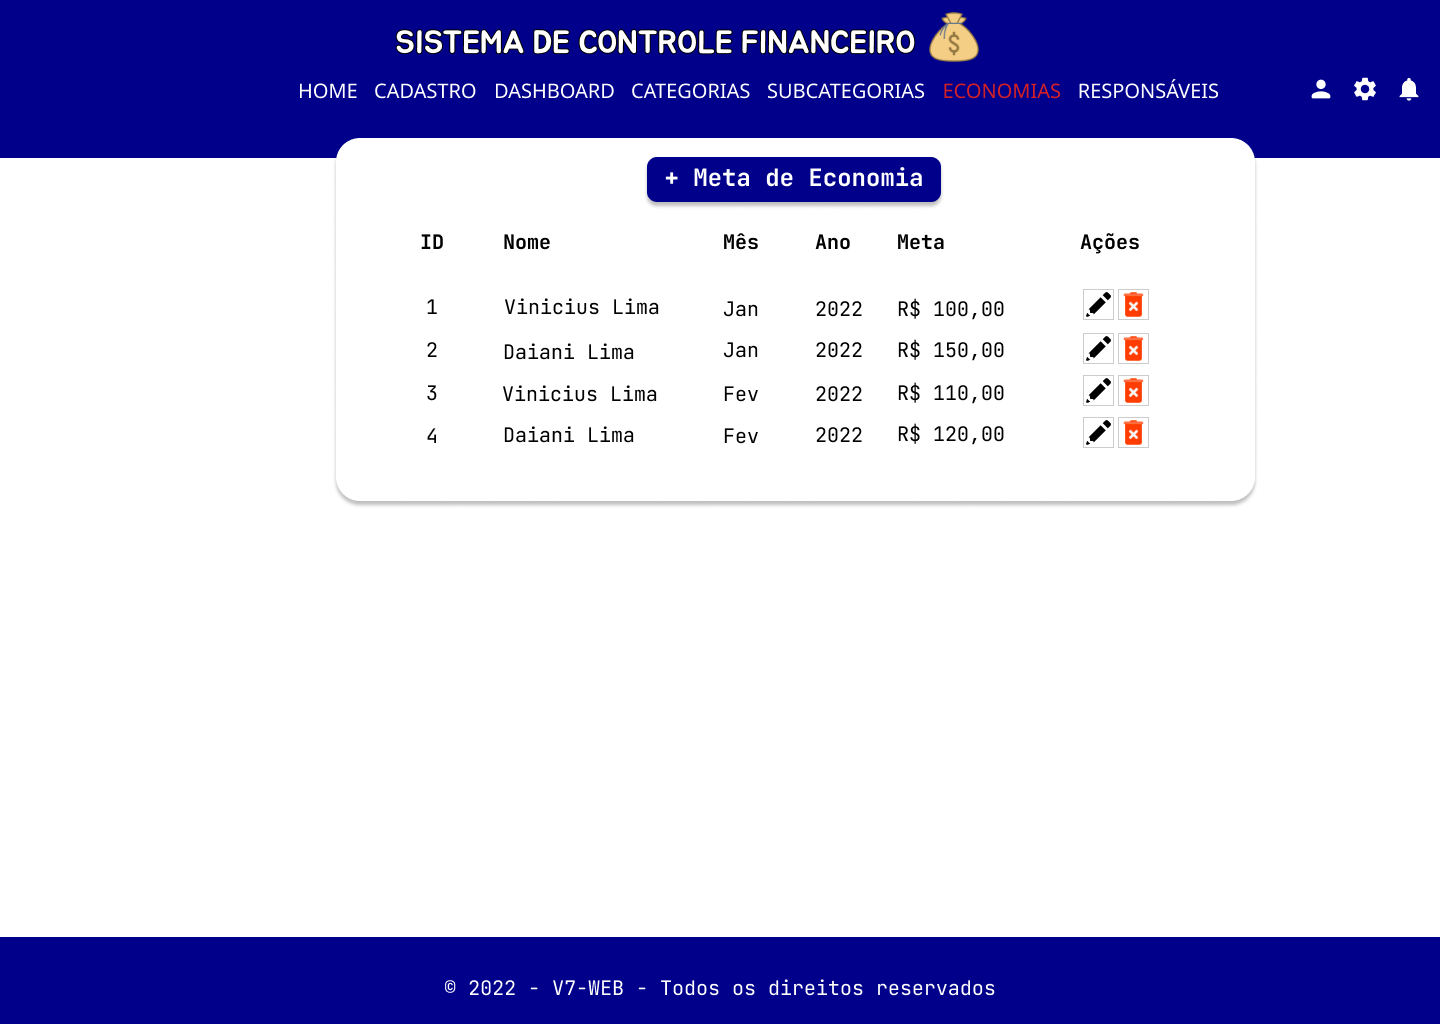 SISTEMA DE CONTROLE FINANCEIRO
HOME CADASTRO DASHBOARD CATEGORIAS SUBCATEGORIAS ECONOMIAS RESPONSÁVEIS
+ Meta de Economia
ID Nome Mês Ano Meta Ações
1 Vinicius Lima Jan 2022 R$ 100,00
2 Daiani Lima Jan 2022 R$ 150,00
3 Vinicius Lima Fev 2022 R$ 110,00
4 Daiani Lima Fev 2022 R$ 120,00
© 2022 - V7-WEB - Todos os direitos reservados